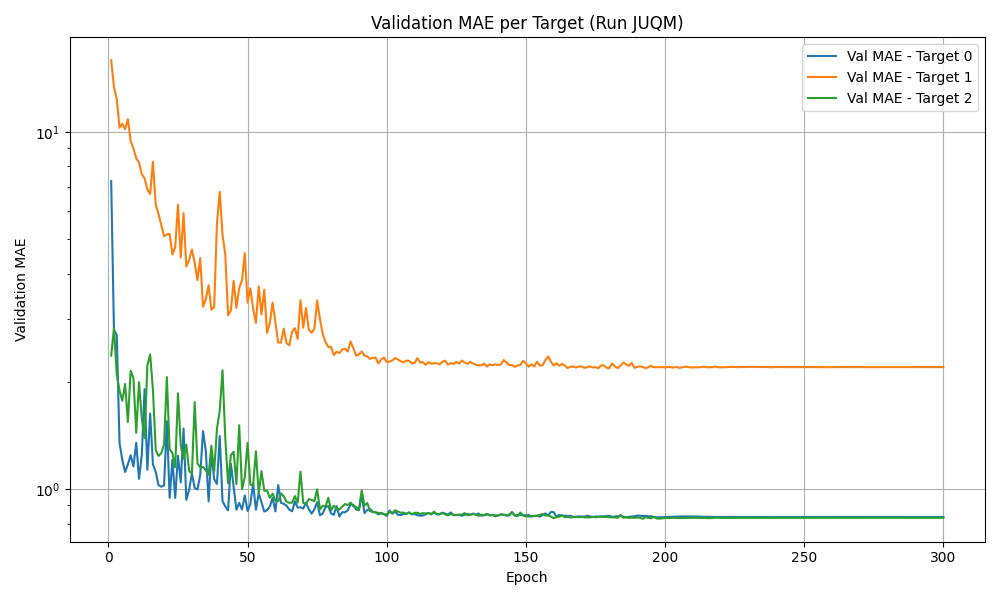 Validation MAE per Target (Run JUQM)
Val MAE - Target 0
Val MAE - Target 1
Val MAE - Target 2
Validation MAE
10¹
10⁰
0 50 100 150 200 250 300
Epoch